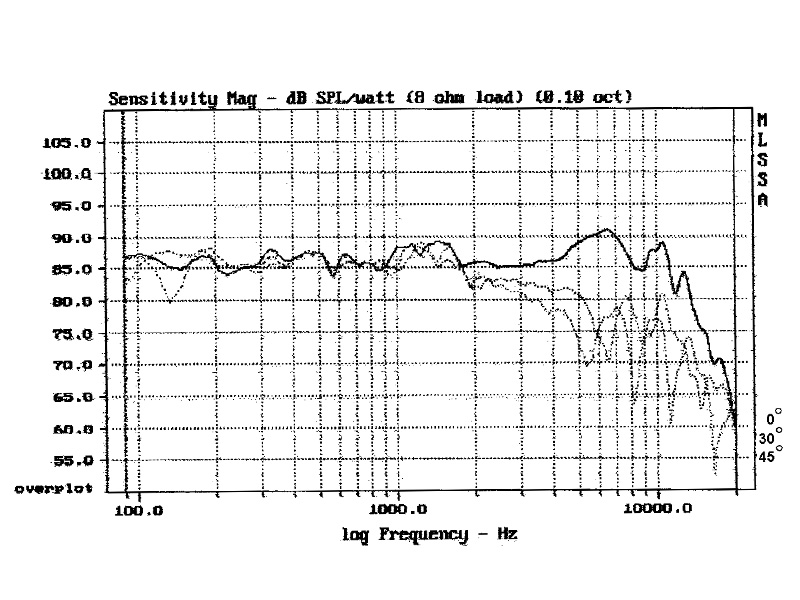 Sensitivity Mag - dB SPL/watt (8 ohm load) (0.10 oct)
MLSSA
105.0
100.0
95.0
90.0
85.0
80.0
75.0
70.0
65.0
60.0
55.0
overplot
0°
30°
45°
100.0 1000.0 10000.0
log Frequency - Hz